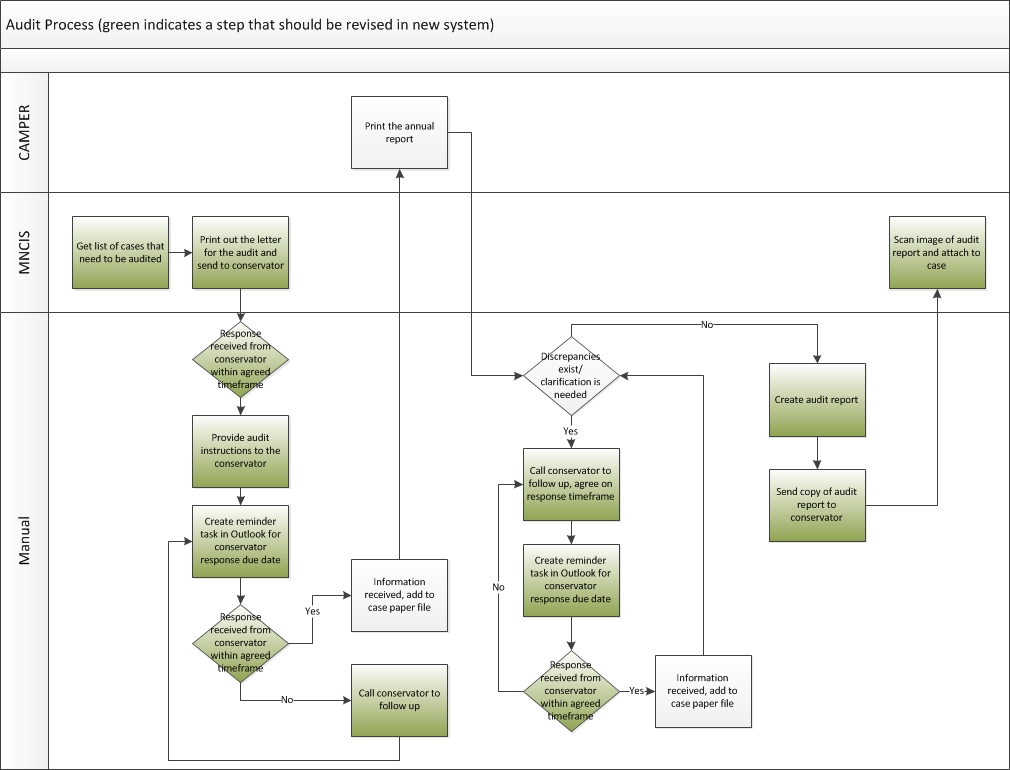 Audit Process (green indicates a step that should be revised in new system)
CAMPER
Print the annual
report
MNCIS
Get list of cases that
need to be audited
Print out the letter
for the audit and
send to conservator
Scan image of audit
report and attach to
case
Manual
Response
received from
conservator
within agreed
timeframe
Provide audit
instructions to the
conservator
Create reminder
task in Outlook for
conservator
response due date
Response
received from
conservator
within agreed
timeframe
Yes
Information
received, add to
case paper file
No
Call conservator to
follow up
Discrepancies
exist/
clarification is
needed
No
Yes
Call conservator to
follow up, agree on
response timeframe
Create reminder
task in Outlook for
conservator
response due date
No
Response
received from
conservator
within agreed
timeframe
Yes
Information
received, add to
case paper file
Create audit report
Send copy of audit
report to
conservator